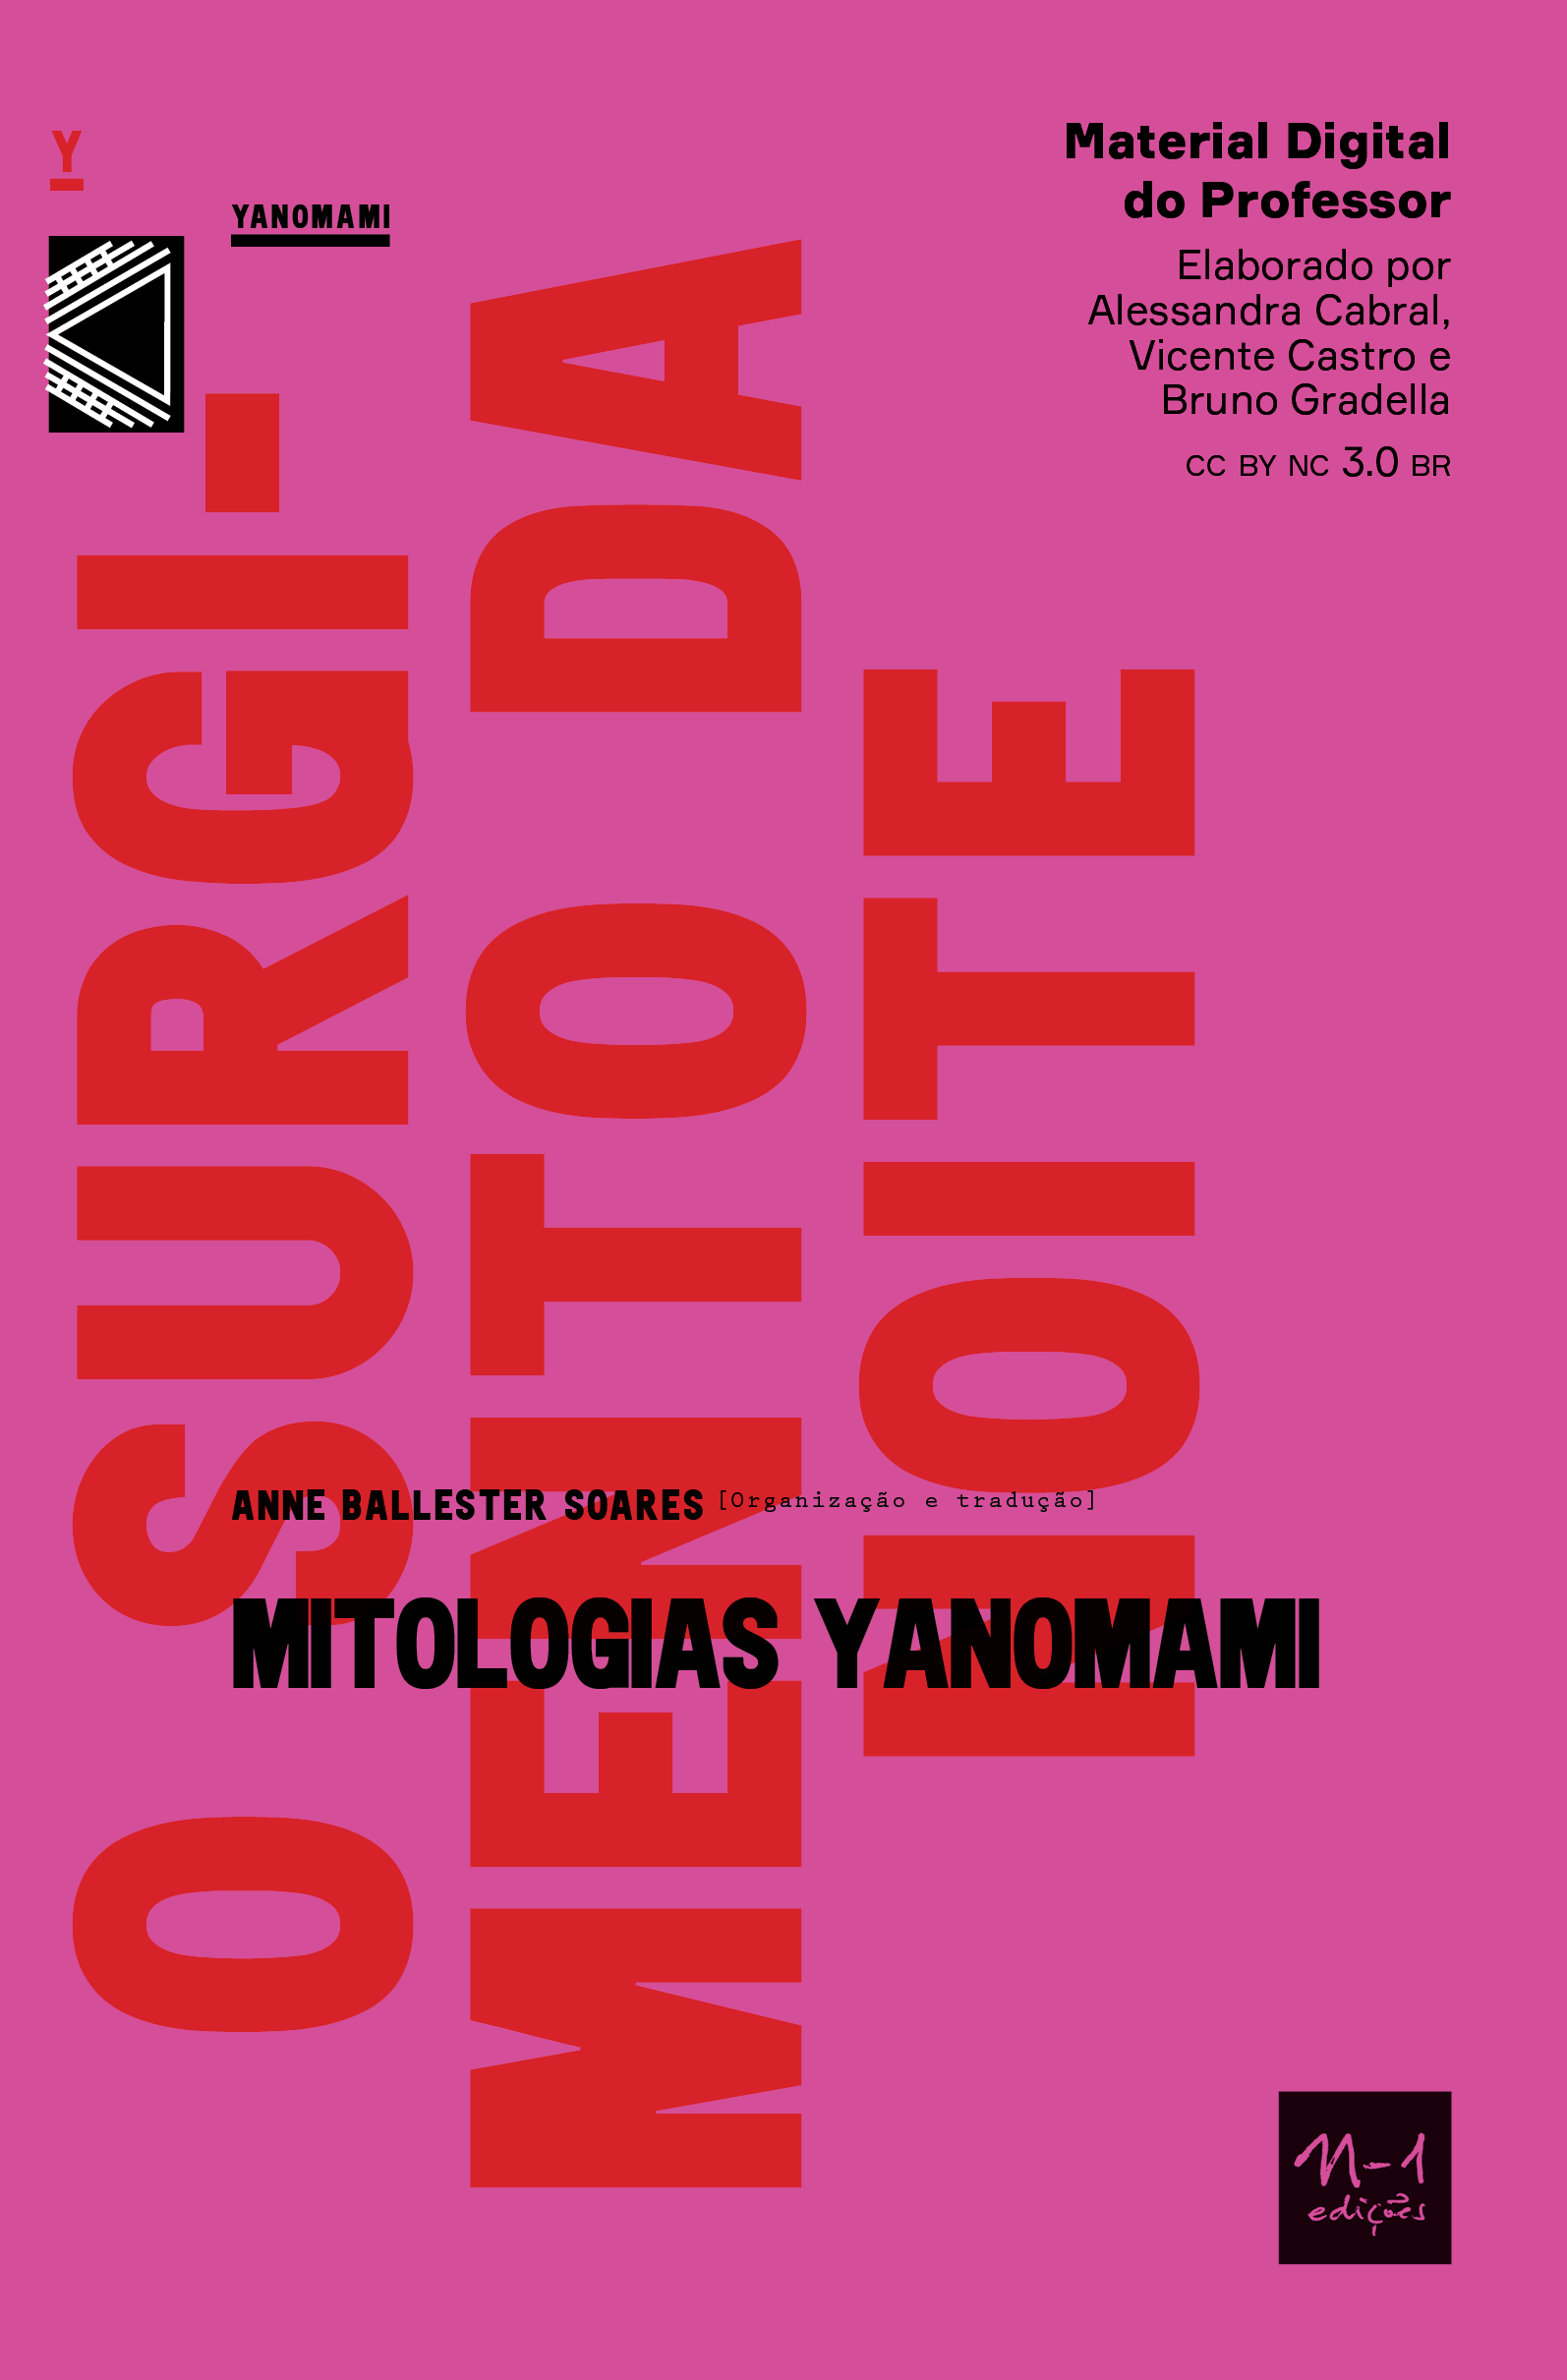 Y
YANOMAMI
Material Digital
do Professor
Elaborado por
Alessandra Cabral,
Vicente Castro e
Bruno Gradella
CC BY NC 3.0 BR
O SURGI-
MENTO DA
NOITE
ANNE BALLESTER SOARES [Organização e tradução]
MITOLOGIAS YANOMAMI
n-1
edições